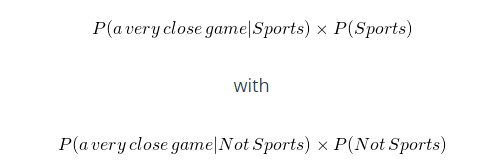 P(a very close game|Sports) × P(Sports)
with
P(a very close game|Not Sports) × P(Not Sports)